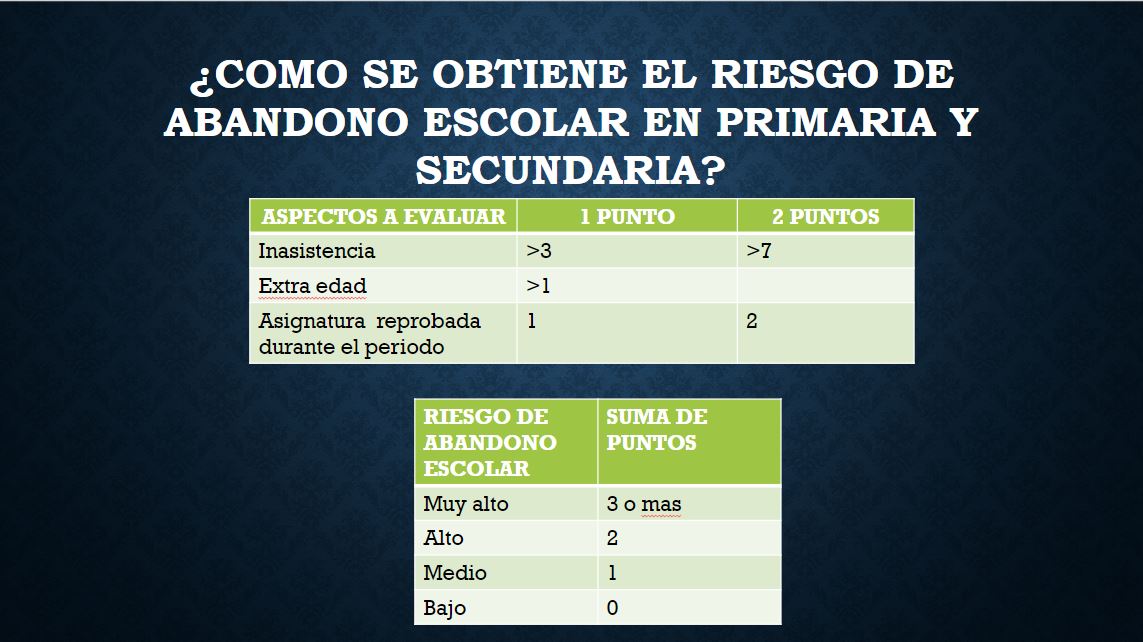 ¿COMO SE OBTIENE EL RIESGO DE
ABANDONO ESCOLAR EN PRIMARIA Y
SECUNDARIA?
ASPECTOS A EVALUAR 1 PUNTO 2 PUNTOS
Inasistencia >3 >7
Extra edad >1
Asignatura reprobada 1 2
durante el periodo
RIESGO DE SUMA DE
ABANDONO PUNTOS
ESCOLAR
Muy alto 3 o mas
Alto 2
Medio 1
Bajo 0